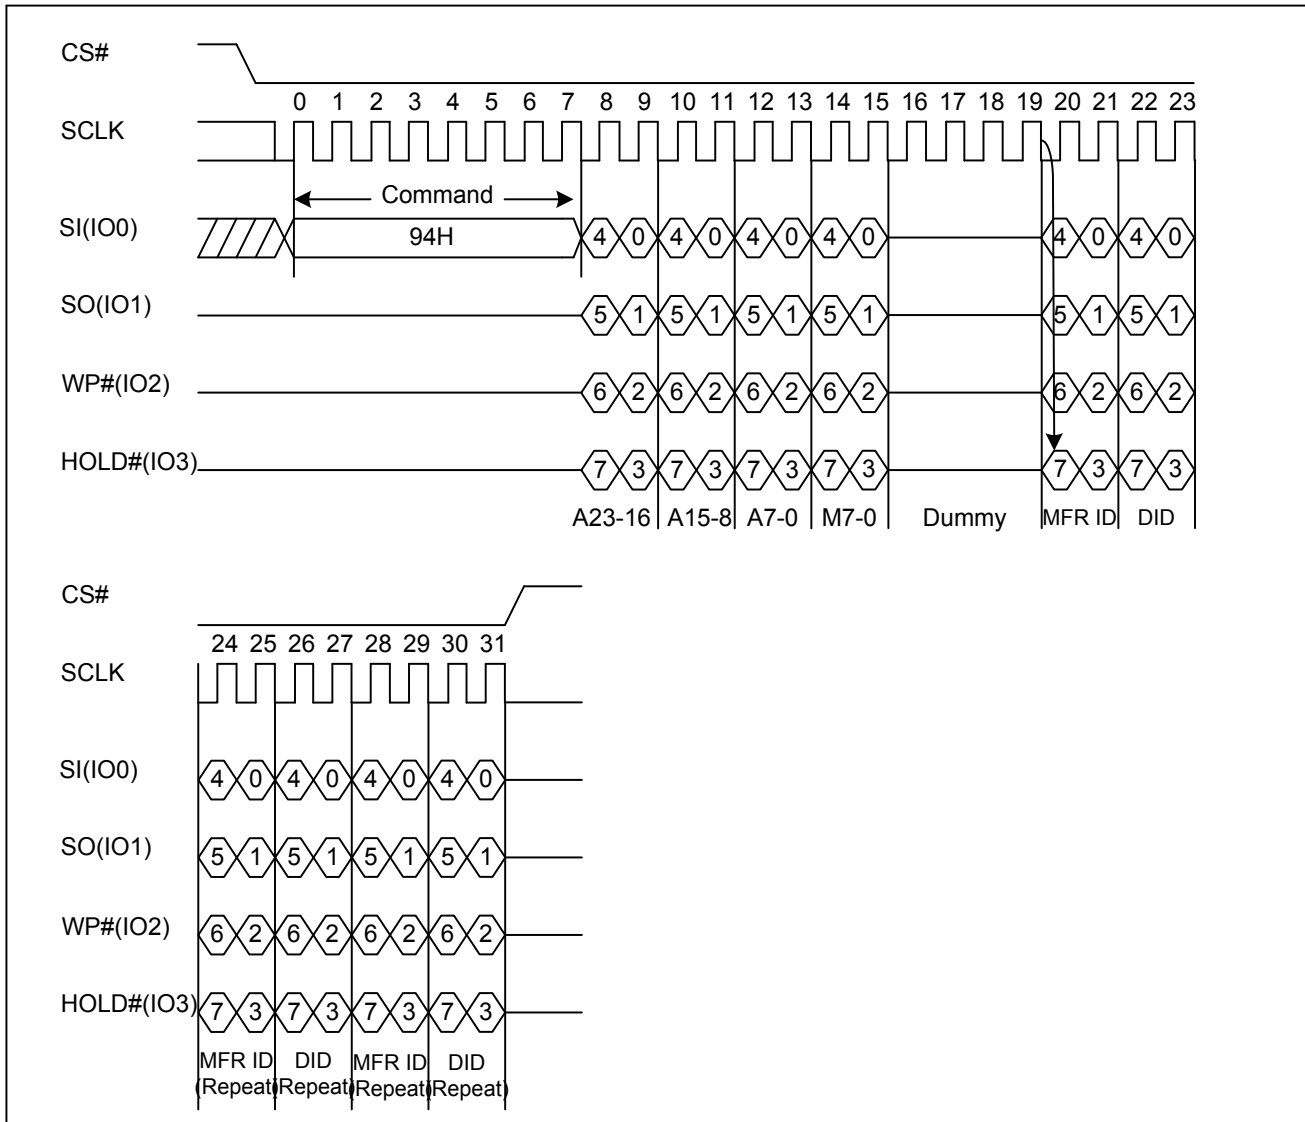 CS#
0 1 2 3 4 5 6 7 8 9 10 11 12 13 14 15 16 17 18 19 20 21 22 23
SCLK
Command
SI(IO0) 94H 4 0 4 0 4 0 4 0 4 0 4 0
SO(IO1) 5 1 5 1 5 1 5 1 5 1 5 1
WP#(IO2) 6 2 6 2 6 2 6 2 6 2 6 2
HOLD#(IO3) 7 3 7 3 7 3 7 3 7 3 7 3
A23-16 A15-8 A7-0 M7-0 Dummy MFR ID DID
CS#
24 25 26 27 28 29 30 31
SCLK
SI(IO0) 4 0 4 0 4 0 4 0
SO(IO1) 5 1 5 1 5 1 5 1
WP#(IO2) 6 2 6 2 6 2 6 2
HOLD#(IO3) 7 3 7 3 7 3 7 3
MFR ID DID MFR ID DID
(Repeat) (Repeat) (Repeat) (Repeat)